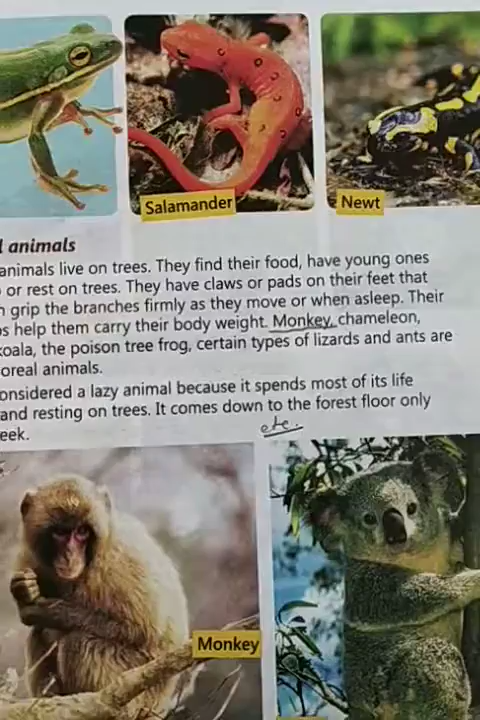 Salamander
Newt
l animals
animals live on trees. They find their food, have young ones
or rest on trees. They have claws or pads on their feet that
grip the branches firmly as they move or when asleep. Their
s help them carry their body weight. Monkey, chameleon,
koala, the poison tree frog, certain types of lizards and ants are
oreal animals.
onsidered a lazy animal because it spends most of its life
and resting on trees. It comes down to the forest floor only
eek.
etc.
Monkey